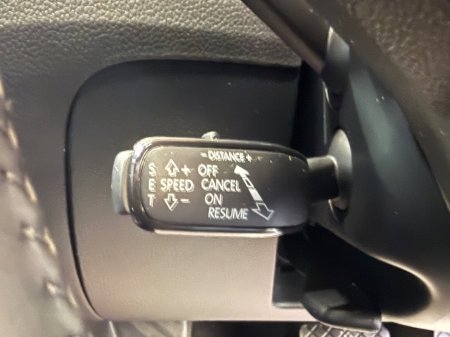 - DISTANCE +
S + OFF
E SPEED CANCEL
T - ON
RESUME